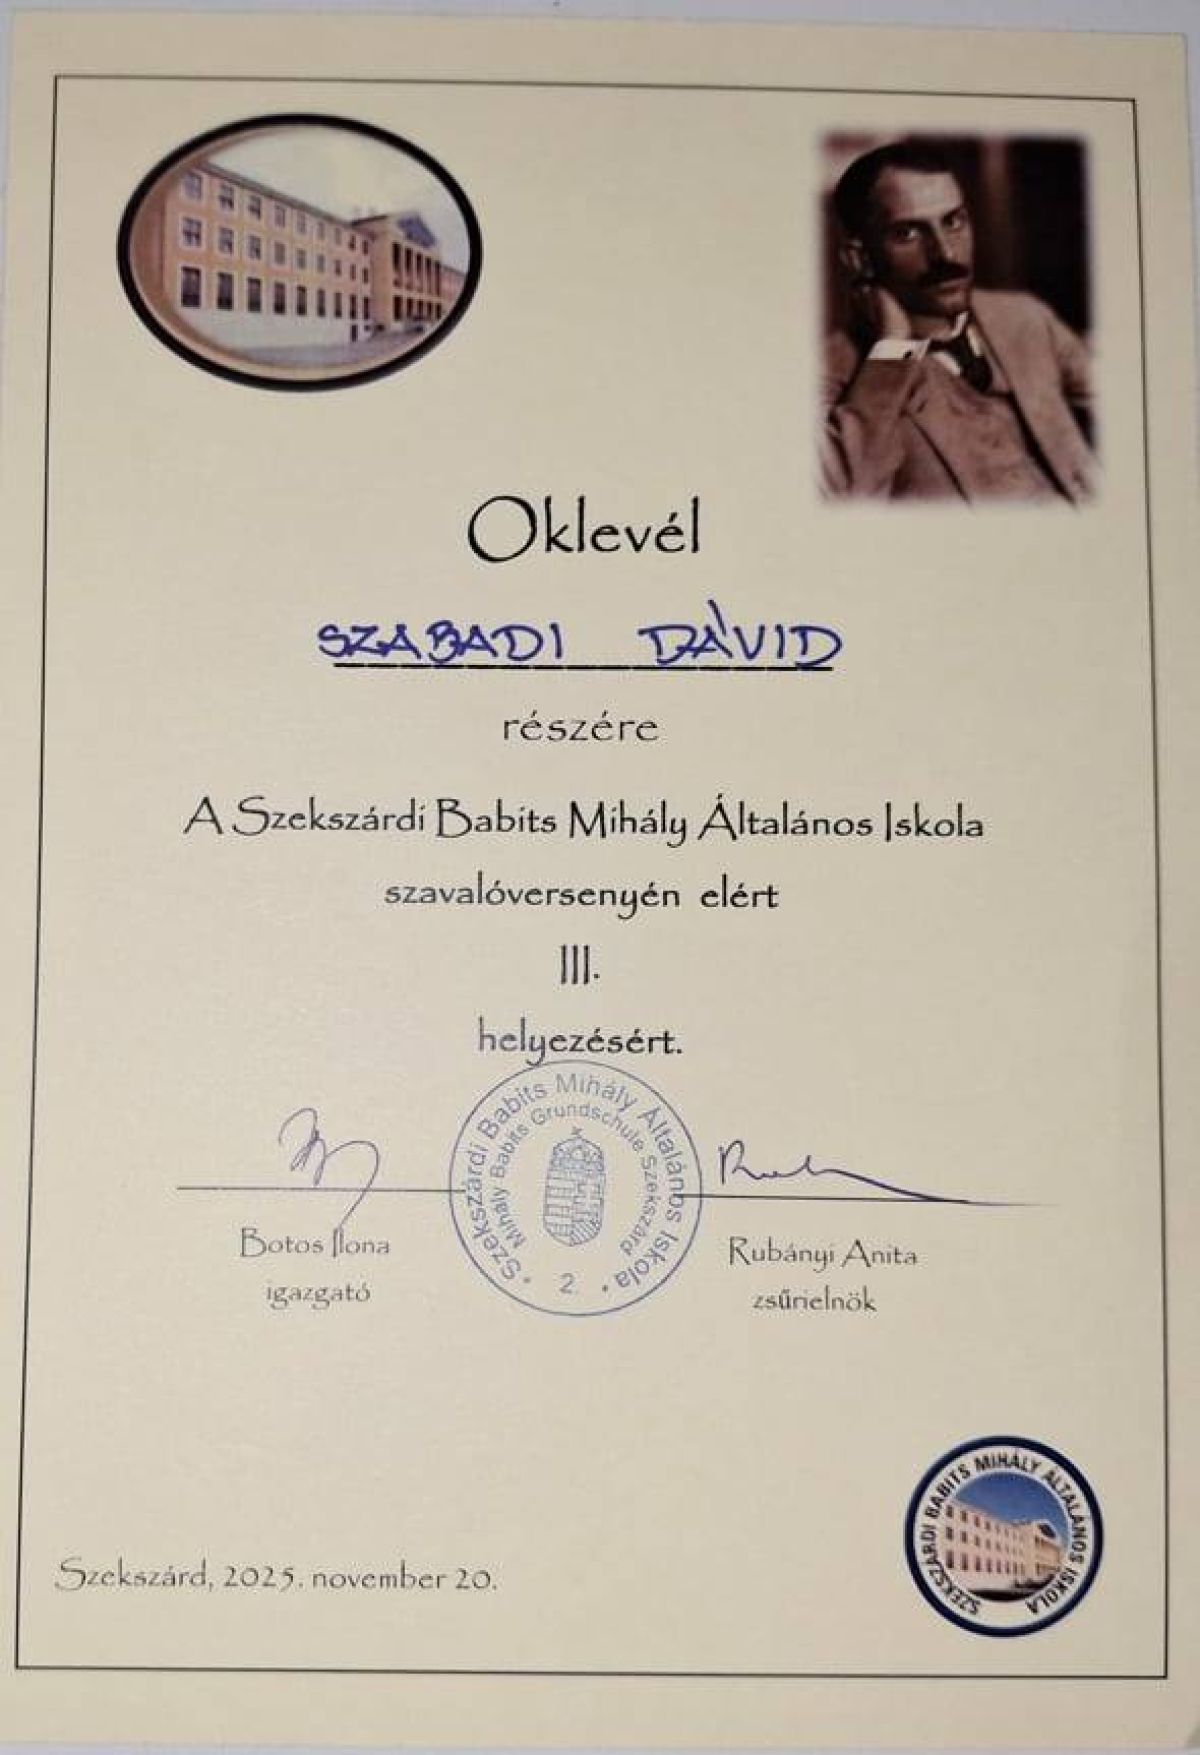 Oklevél
SZABADI DÁVID
részére
A Szekszárdi Babits Mihály Általános Iskola
szavalóversenyén elért
III.
helyezésért.
Szekszárdi Babits Mihály Általános Iskola
Mihály Babits Grundschule Szekszárd
2.
Botos Ilona
igazgató
Rubányi Anita
zsűrielnök
SZEKSZÁRDI BABITS MIHÁLY ÁLTALÁNOS ISKOLA
Szekszárd, 2025. november 20.